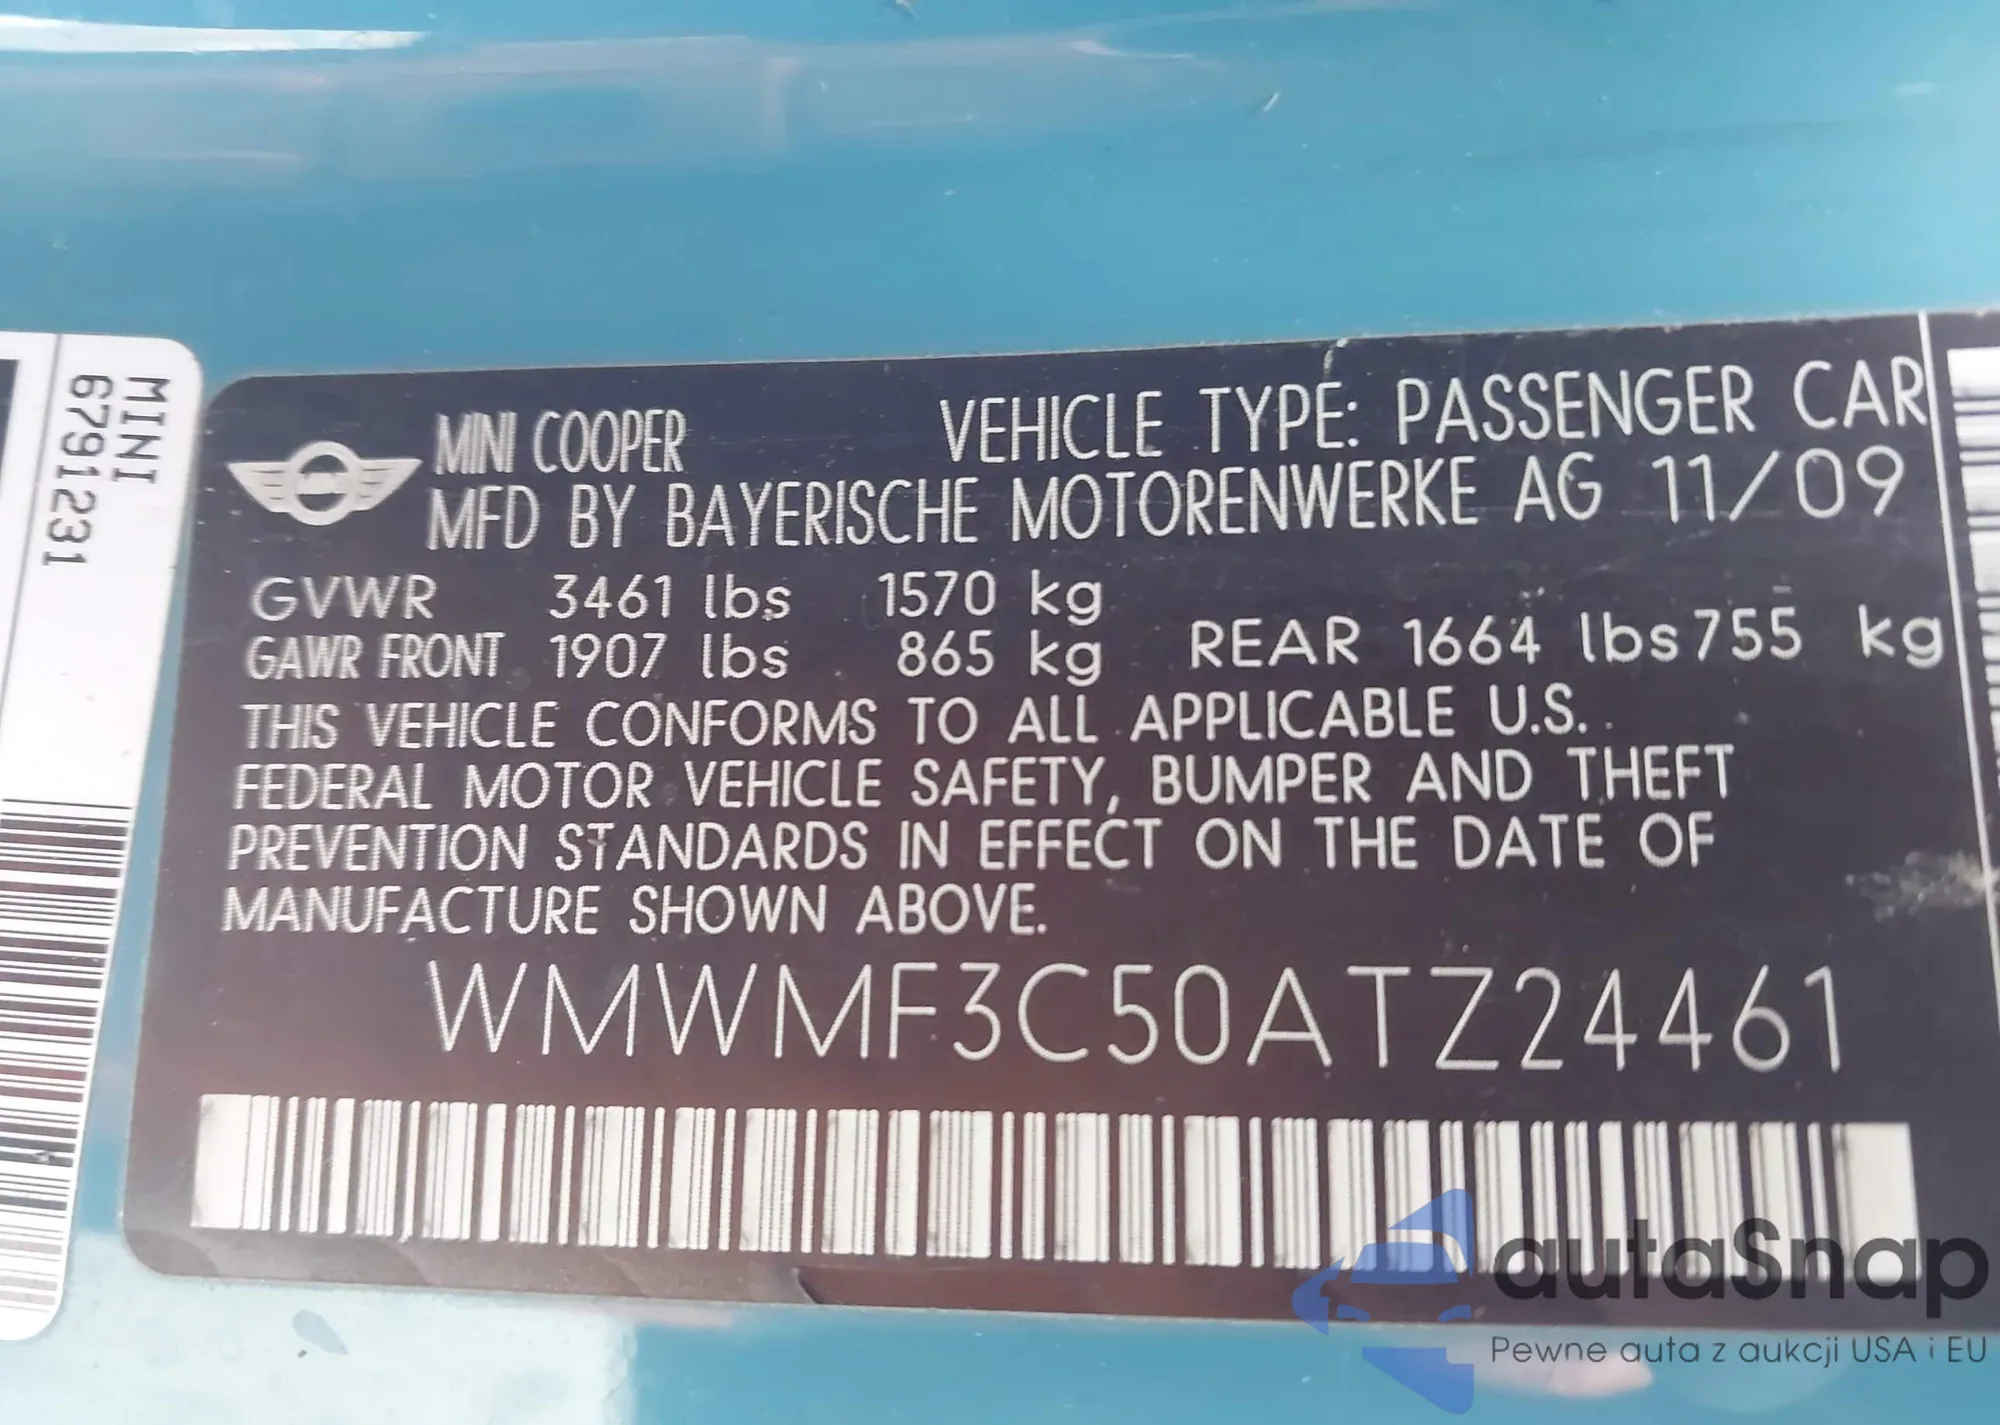 MINI
6791231
MINI COOPER VEHICLE TYPE: PASSENGER CAR
MFD BY BAYERISCHE MOTORENWERKE AG 11/09
GVWR 3461 lbs 1570 kg
GAWR FRONT 1907 lbs 865 kg REAR 1664 lbs 755 kg
THIS VEHICLE CONFORMS TO ALL APPLICABLE U.S.
FEDERAL MOTOR VEHICLE SAFETY, BUMPER AND THEFT
PREVENTION STANDARDS IN EFFECT ON THE DATE OF
MANUFACTURE SHOWN ABOVE.
WMWMF3C50ATZ24461
autaSnap
Pewne auta z aukcji USA i EU